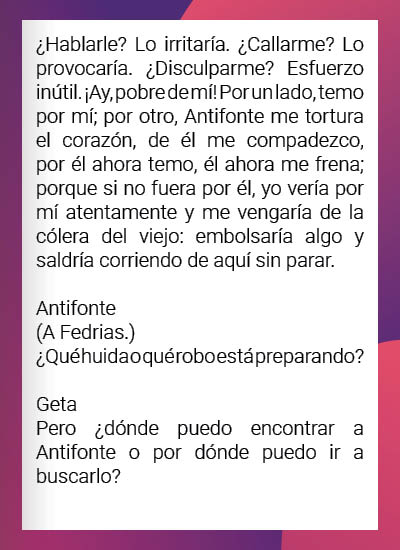 ¿Hablarle? Lo irritaría. ¿Callarme? Lo
provocaría. ¿Disculparme? Esfuerzo
inútil. ¡Ay, pobre de mí! Por un lado, temo
por mí; por otro, Antifonte me tortura
el corazón, de él me compadezco,
por él ahora temo, él ahora me frena;
porque si no fuera por él, yo vería por
mí atentamente y me vengaría de la
cólera del viejo: embolsaría algo y
saldría corriendo de aquí sin parar.

Antifonte
(A Fedrias.)
¿Qué huida o qué robo está preparando?

Geta
Pero ¿dónde puedo encontrar a
Antifonte o por dónde puedo ir a
buscarlo?